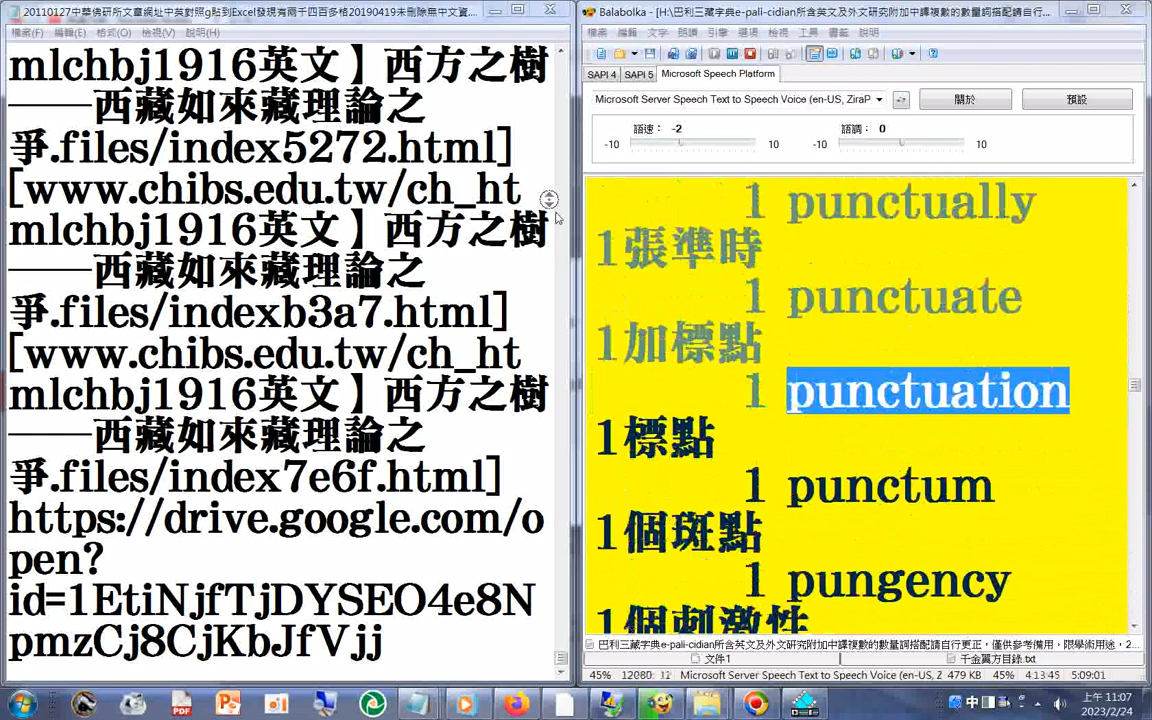 20110127中華佛研所文章網址中英對照g點到Excel發現有兩千四百多格20190419未刪除無中文資...
檔案(F) 編輯(E) 格式(O) 檢視(V) 說明(H)
mlchbj1916英文】西方之樹
——西藏如來藏理論之
爭.files/index5272.html]
[www.chibs.edu.tw/ch_ht
mlchbj1916英文】西方之樹
——西藏如來藏理論之
爭.files/indexb3a7.html]
[www.chibs.edu.tw/ch_ht
mlchbj1916英文】西方之樹
——西藏如來藏理論之
爭.files/index7e6f.html]
https://drive.google.com/o
pen?
id=1EtiNjfTjDYSEO4e8N
pmzCj8CjKbJfVjj
Balabolka - [H:\巴利三藏字典e-pali-cidian所含英文及外文研究附加中譯複數的數量詞搭配請自行...
檔案 編輯 文字 朗讀 引擎 選項 檢視 工具 書籤 說明
SAPI 4 SAPI 5 Microsoft Speech Platform
Microsoft Server Speech Text to Speech Voice (en-US, ZiraP 關於 預設
語速： -2 語調： 0
-10 10 -10 10
1 punctually
1張準時
1 punctuate
1加標點
1 punctuation
1標點
1 punctum
1個斑點
1 pungency
1個刺激性
巴利三藏字典e-pali-cidian所含英文及外文研究附加中譯複數的數量詞搭配請自行更正，僅供參考備用，限學術用途，2...
文件1 千金翼方目錄.txt
45% 12080: 12 Microsoft Server Speech Text to Speech Voice (en-US, Z 479 KB 45% 4:13:45 5:09:01
中
上午 11:07
2023/2/24